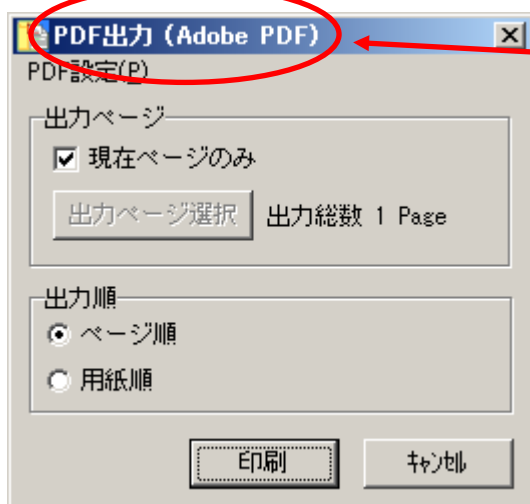 PDF出力 (Adobe PDF)
PDF設定(P)
出力ページ
現在ページのみ
出力ページ選択 出力総数 1 Page
出力順
ページ順
用紙順
印刷 ｷｬﾝｾﾙ